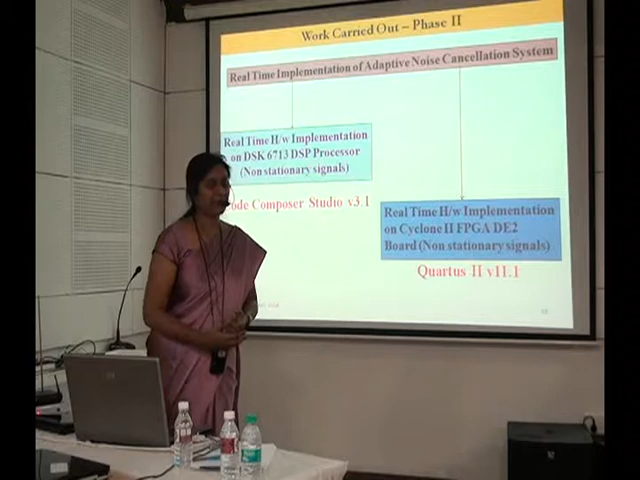 Work Carried Out – Phase II
Real Time Implementation of Adaptive Noise Cancellation System
Real Time H/w Implementation
on DSK 6713 DSP Processor
(Non stationary signals)
ode Composer Studio v3.1
Real Time H/w Implementation
on Cyclone II FPGA DE2
Board (Non stationary signals)
Quartus II v11.1